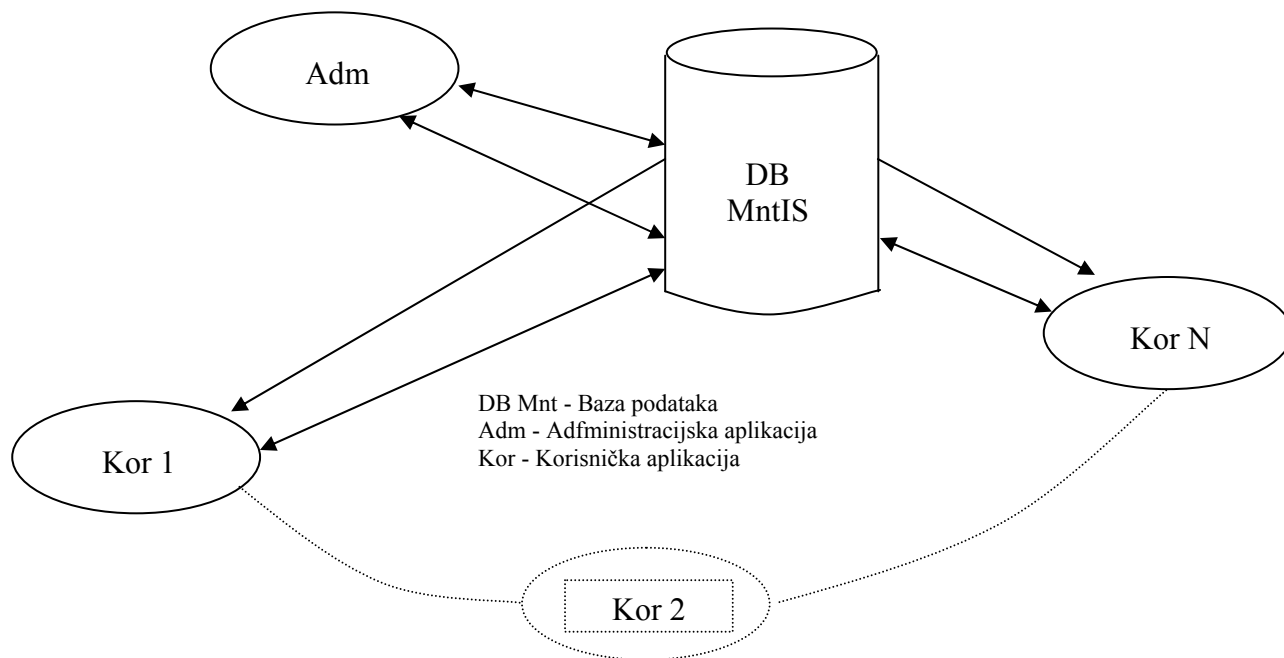 Adm
DB
MntIS
Kor N
DB Mnt - Baza podataka
Adm - Adfministracijska aplikacija
Kor - Korisnička aplikacija
Kor 1
Kor 2